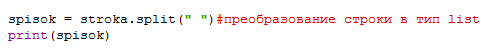 spisok = stroka.split(" ")#преобразование строки в тип list
print(spisok)